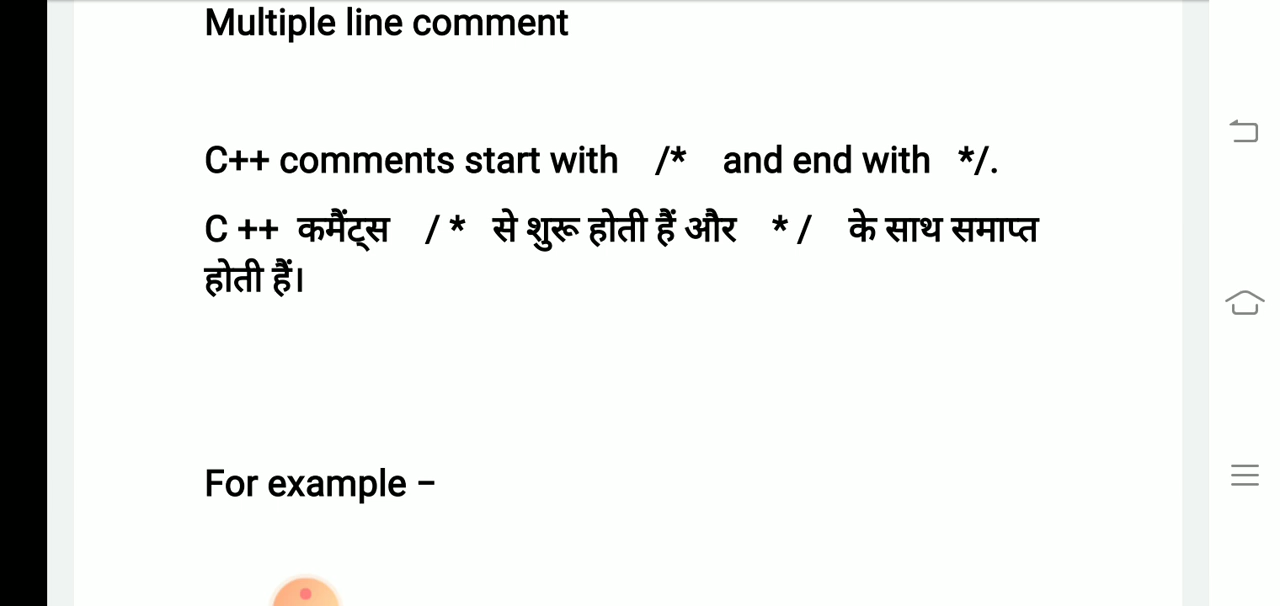 Multiple line comment
C++ comments start with /* and end with */.
C ++ कमैंट्स / * से शुरू होती हैं और * / के साथ समाप्त
होती हैं।
For example –